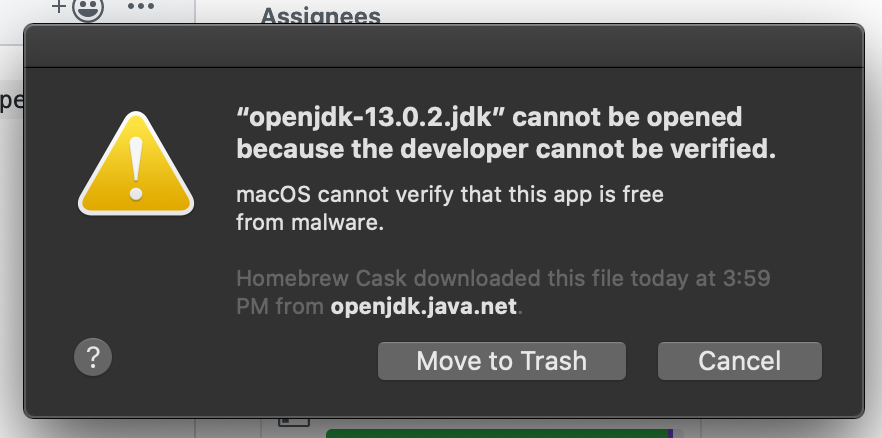 Assignees
pe
“openjdk-13.0.2.jdk” cannot be opened
because the developer cannot be verified.
macOS cannot verify that this app is free
from malware.
Homebrew Cask downloaded this file today at 3:59
PM from openjdk.java.net.
?
Move to Trash
Cancel